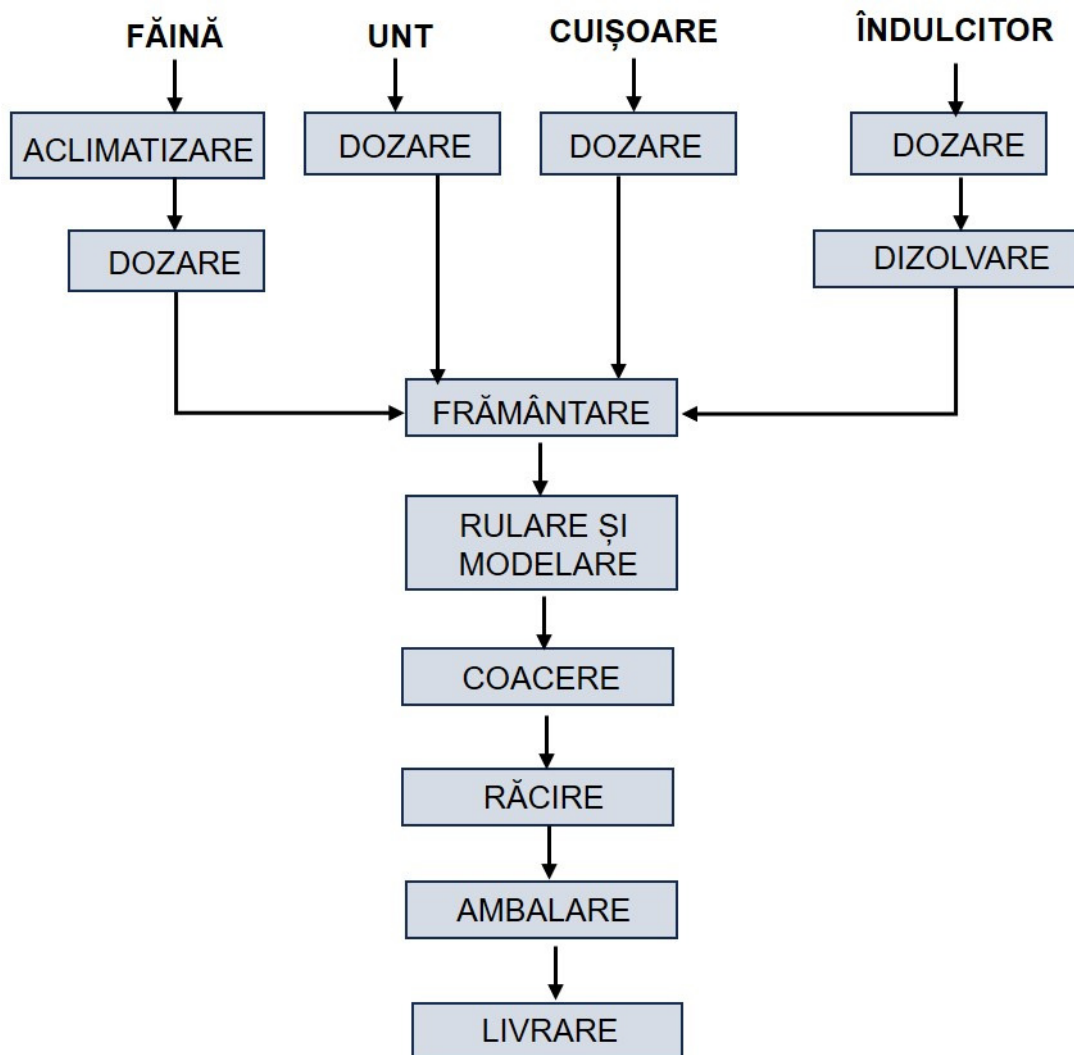 FĂINĂ
UNT
CUIȘOARE
ÎNDULCITOR
ACLIMATIZARE
DOZARE
DOZARE
DOZARE
DOZARE
DIZOLVARE
FRĂMÂNTARE
RULARE ȘI
MODELARE
COACERE
RĂCIRE
AMBALARE
LIVRARE